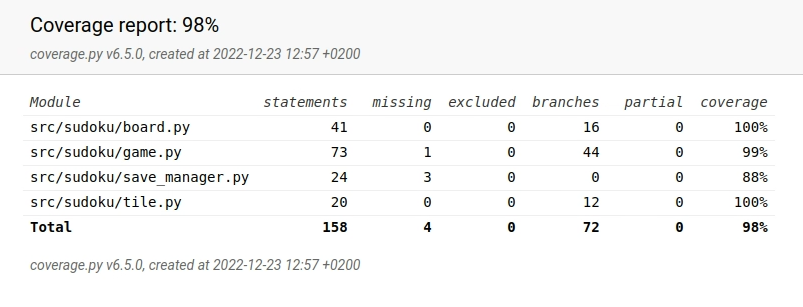 Coverage report: 98%
coverage.py v6.5.0, created at 2022-12-23 12:57 +0200
Module statements missing excluded branches partial coverage
src/sudoku/board.py 41 0 0 16 0 100%
src/sudoku/game.py 73 1 0 44 0 99%
src/sudoku/save_manager.py 24 3 0 0 0 88%
src/sudoku/tile.py 20 0 0 12 0 100%
Total 158 4 0 72 0 98%
coverage.py v6.5.0, created at 2022-12-23 12:57 +0200